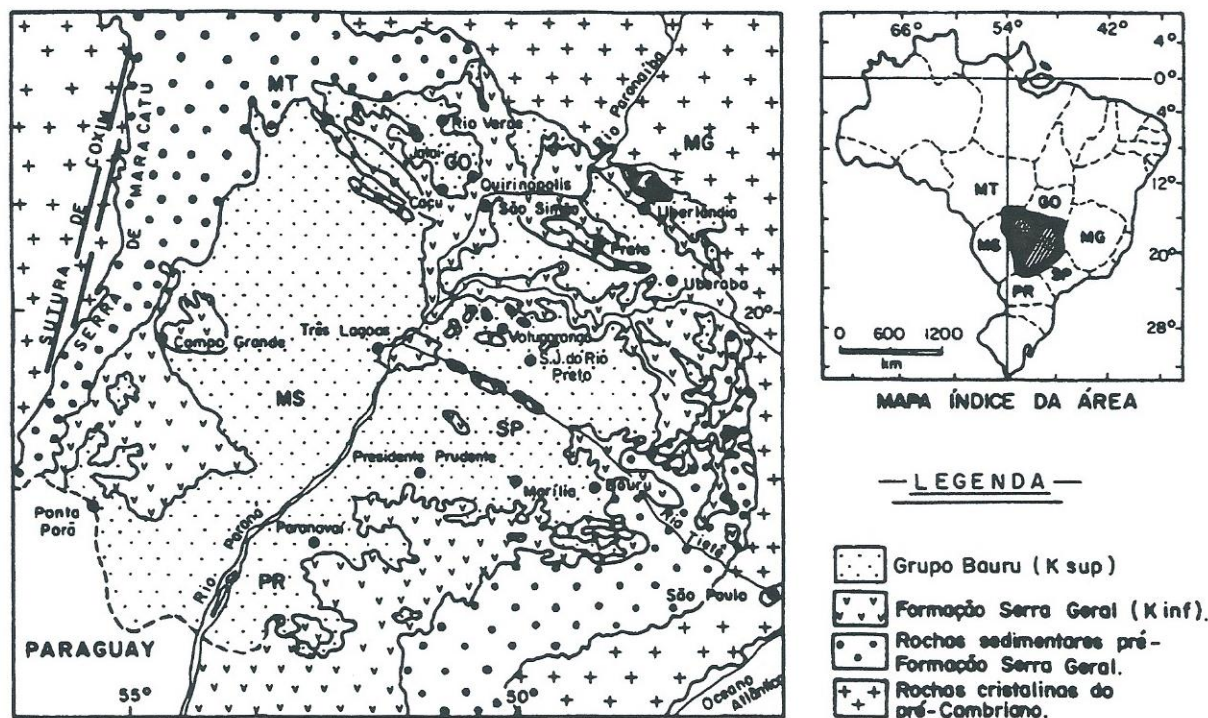 MT
SUTURA DE COXIM
SERRA DE MARACATU
Rio Verde
Jatai
GO
Caçu
Quirinopolis
São Simão
Rio Paranaíba
MG
Uberlândia
Prata
Uberaba
20°
Campo Grande
Três Lagoas
Votuporanga
S.J. do Rio
Preto
MS
SP
Presidente Prudente
Marília
Bauru
Rio Tietê
Ponta
Porã
Rio Paraná
Paranavaí
PR
São Paulo
PARAGUAY
55°
50°
Oceano
Atlântico
66°
54°
42°
4°
0°
4°
12°
20°
28°
MT
GO
MS
MG
SP
PR
0 600 1200
km
MAPA ÍNDICE DA ÁREA
— LEGENDA —
Grupo Bauru (K sup)
Formação Serra Geral (K inf).
Rochas sedimentares pré-
Formação Serra Geral.
Rochas cristalinas do
pré-Cambriano.